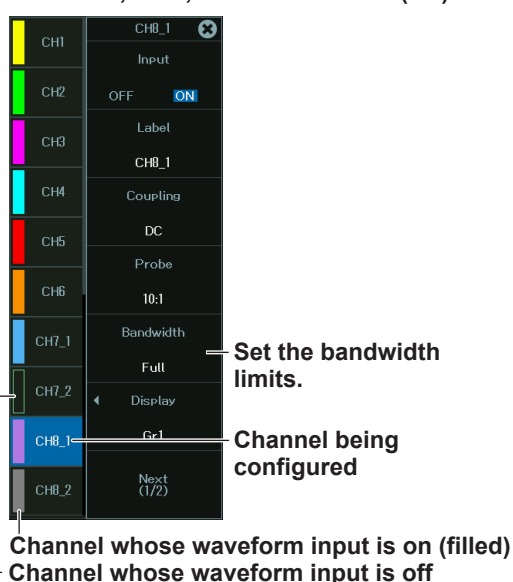 CH1
CH2
CH3
CH4
CH5
CH6
CH7_1
CH7_2
CH8_1
CH8_2
CH8_1
Input
OFF ON
Label
CH8_1
Coupling
DC
Probe
10:1
Bandwidth
Full
Display
Gr1
Next
(1/2)
Set the bandwidth
limits.
Channel being
configured
Channel whose waveform input is on (filled)
Channel whose waveform input is off